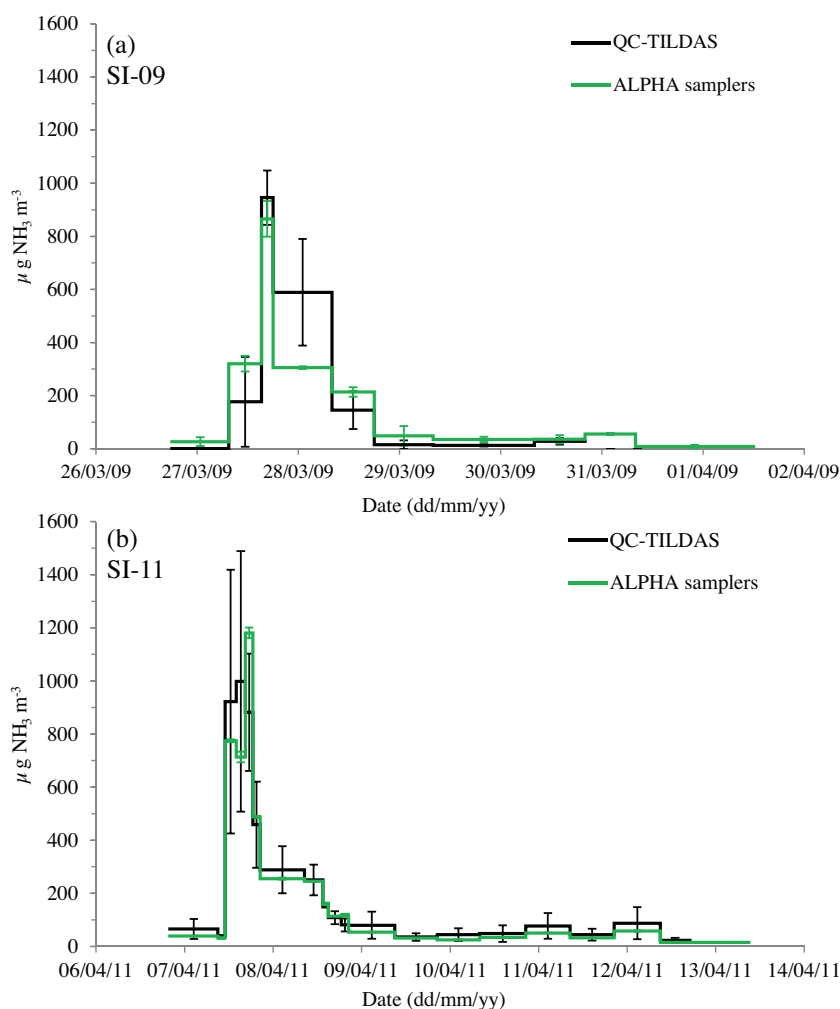 (a)
SI-09
QC-TILDAS
ALPHA samplers
1600
1400
1200
1000
800
600
400
200
0
µ g NH₃ m⁻³
26/03/09 27/03/09 28/03/09 29/03/09 30/03/09 31/03/09 01/04/09 02/04/09
Date (dd/mm/yy)
(b)
SI-11
QC-TILDAS
ALPHA samplers
1600
1400
1200
1000
800
600
400
200
0
µ g NH₃ m⁻³
06/04/11 07/04/11 08/04/11 09/04/11 10/04/11 11/04/11 12/04/11 13/04/11 14/04/11
Date (dd/mm/yy)